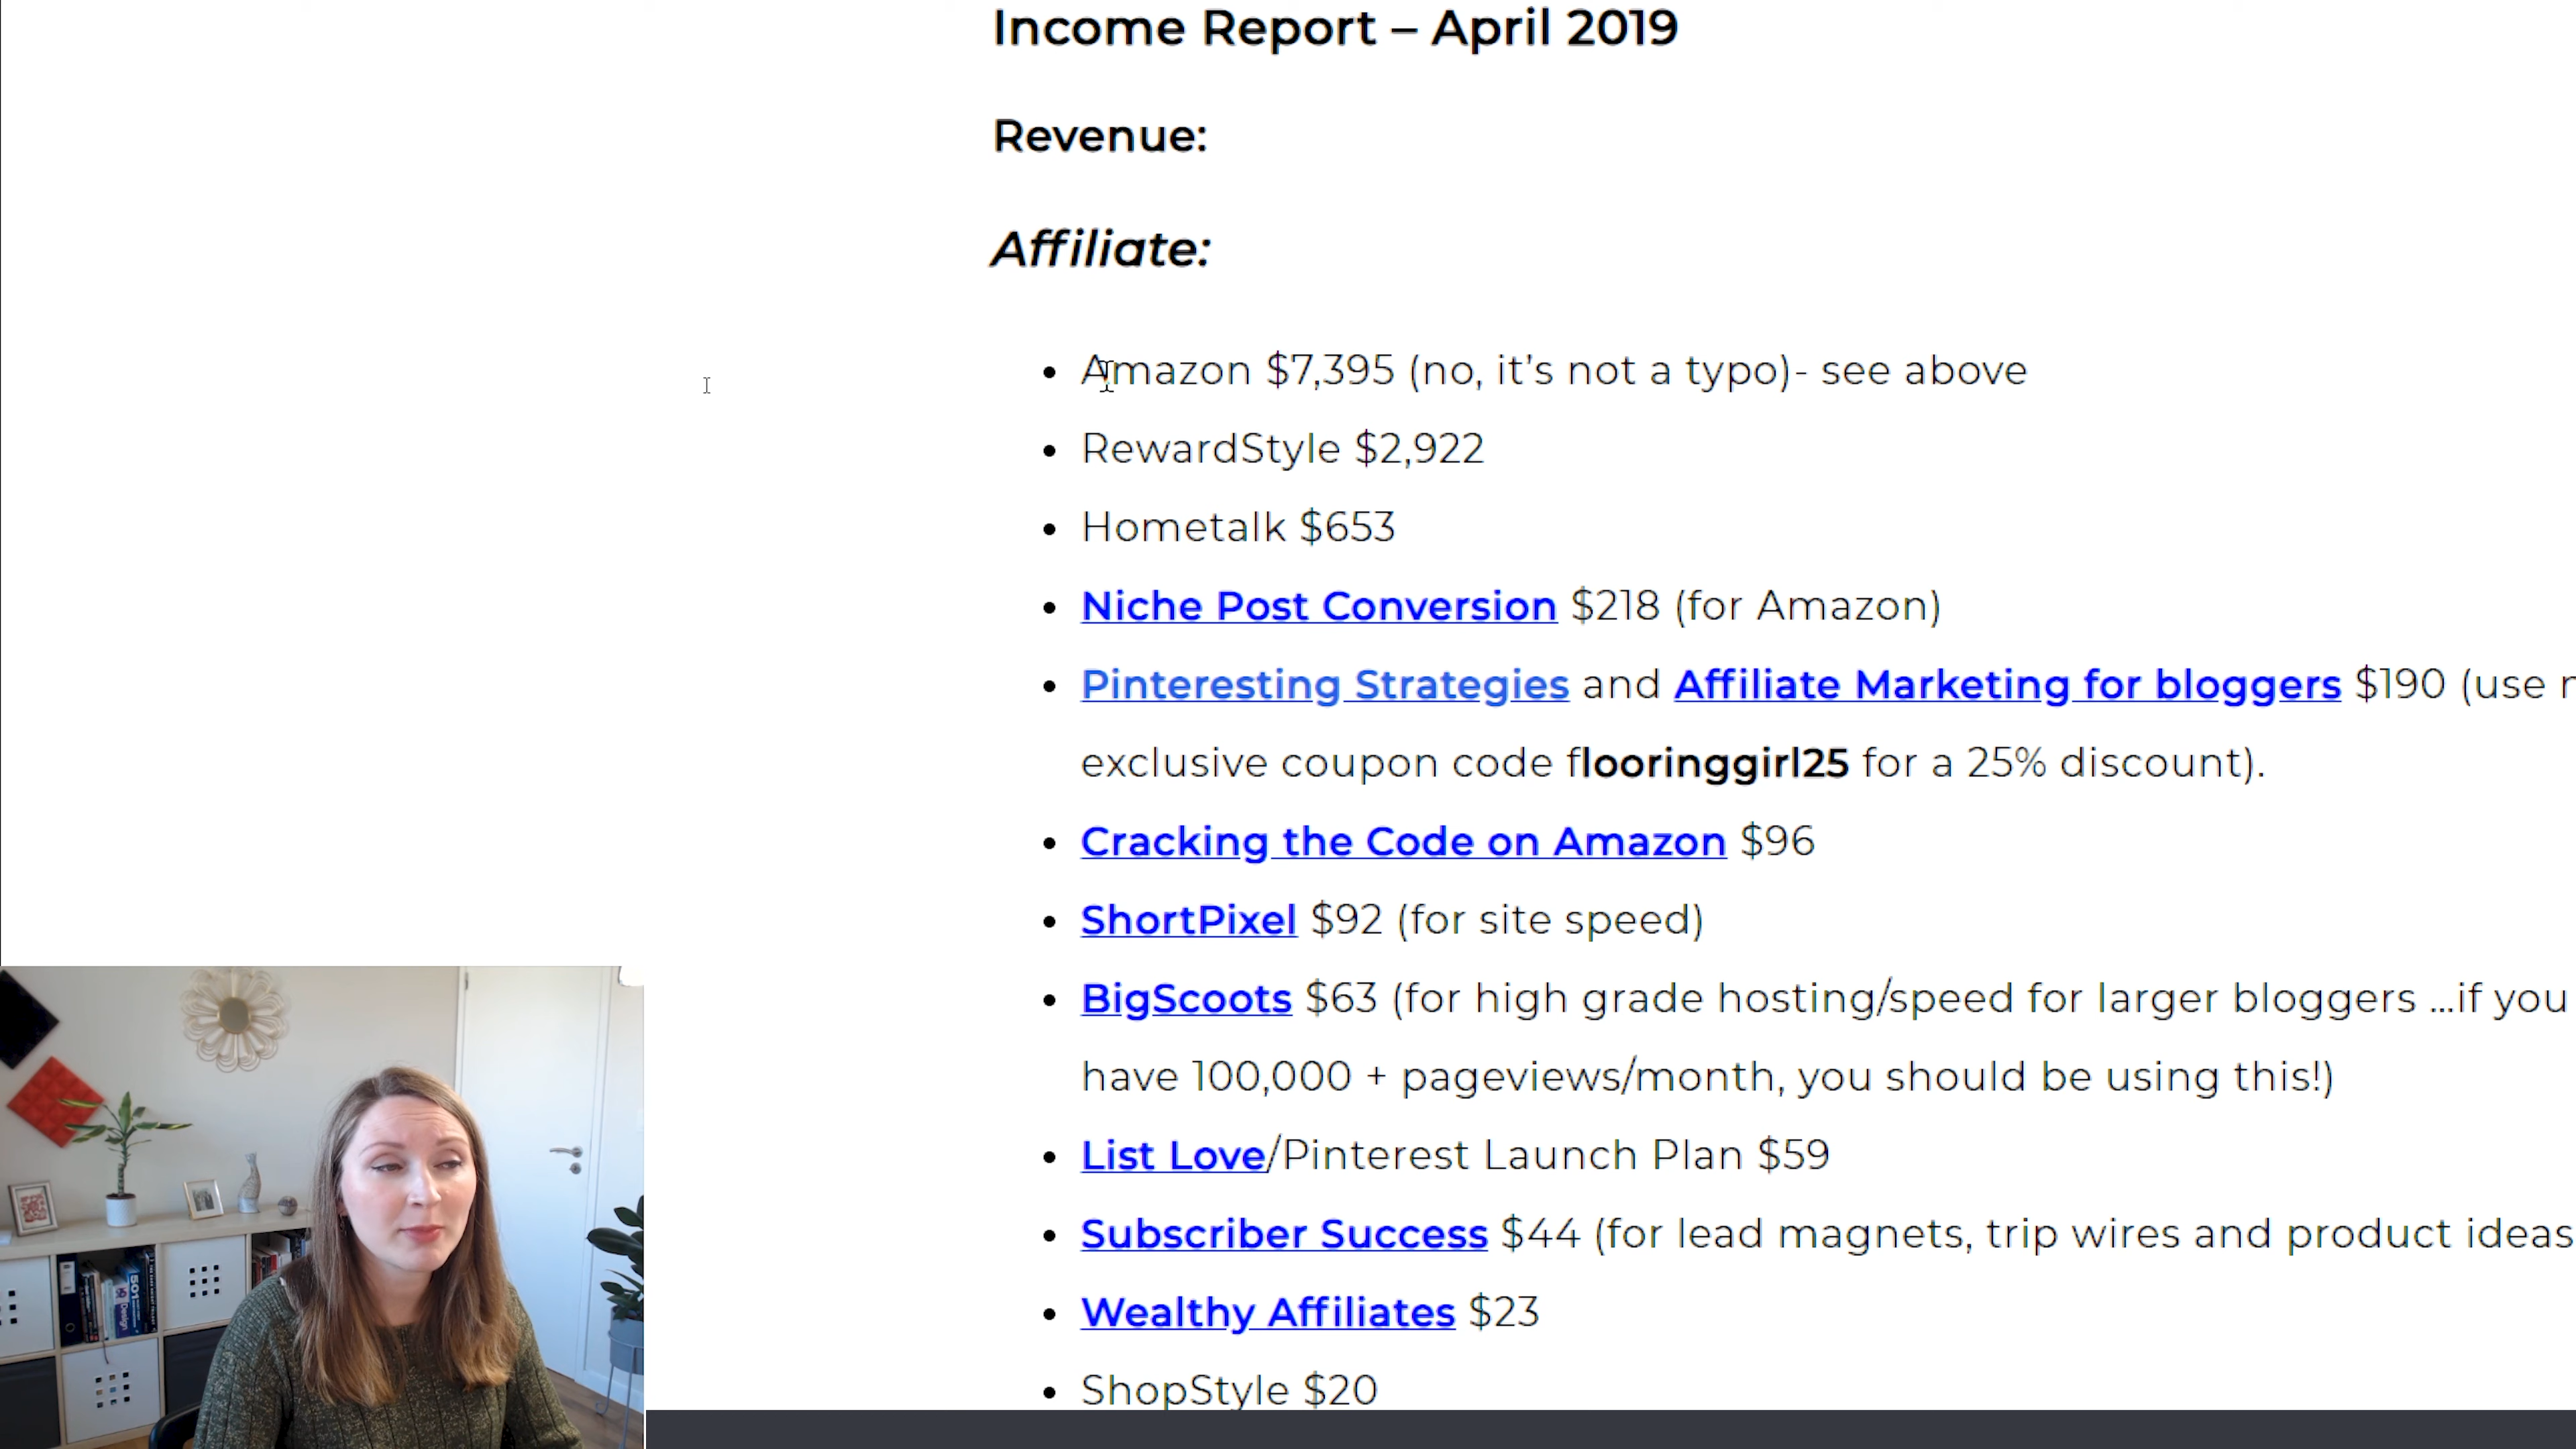 Income Report – April 2019
Revenue:
Affiliate:
Amazon $7,395 (no, it’s not a typo)- see above
RewardStyle $2,922
Hometalk $653
Niche Post Conversion $218 (for Amazon)
Pinteresting Strategies and Affiliate Marketing for bloggers $190 (use
exclusive coupon code flooringgirl25 for a 25% discount).
Cracking the Code on Amazon $96
ShortPixel $92 (for site speed)
BigScoots $63 (for high grade hosting/speed for larger bloggers …if you
have 100,000 + pageviews/month, you should be using this!)
List Love/Pinterest Launch Plan $59
Subscriber Success $44 (for lead magnets, trip wires and product ideas
Wealthy Affiliates $23
ShopStyle $20